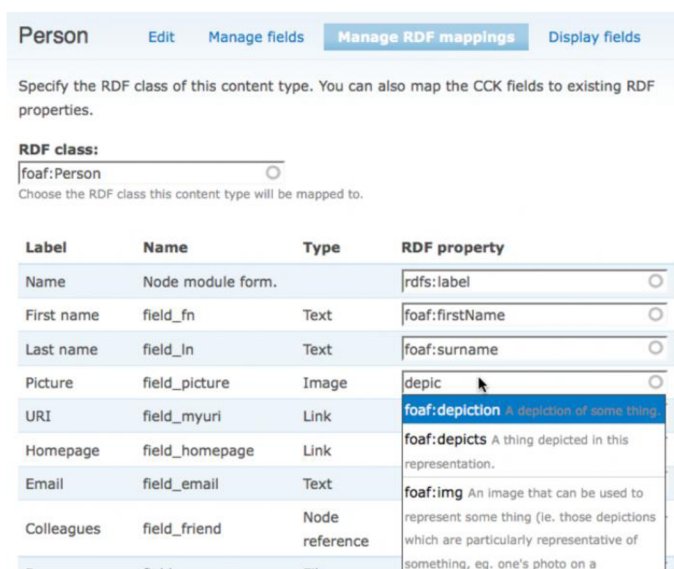 Person Edit Manage fields Manage RDF mappings Display fields
Specify the RDF class of this content type. You can also map the CCK fields to existing RDF
properties.
RDF class:
foaf:Person
Choose the RDF class this content type will be mapped to.
Label Name Type RDF property
Name Node module form. rdfs:label
First name field_fn Text foaf:firstName
Last name field_ln Text foaf:surname
Picture field_picture Image depic
URI field_myuri Link foaf:depiction A depiction of some thing.
Homepage field_homepage Link foaf:depicts A thing depicted in this
representation.
Email field_email Text foaf:img An image that can be used to
Colleagues field_friend Node reference represent some thing (ie. those depictions
which are particularly representative of
something, eg. one's photo on a